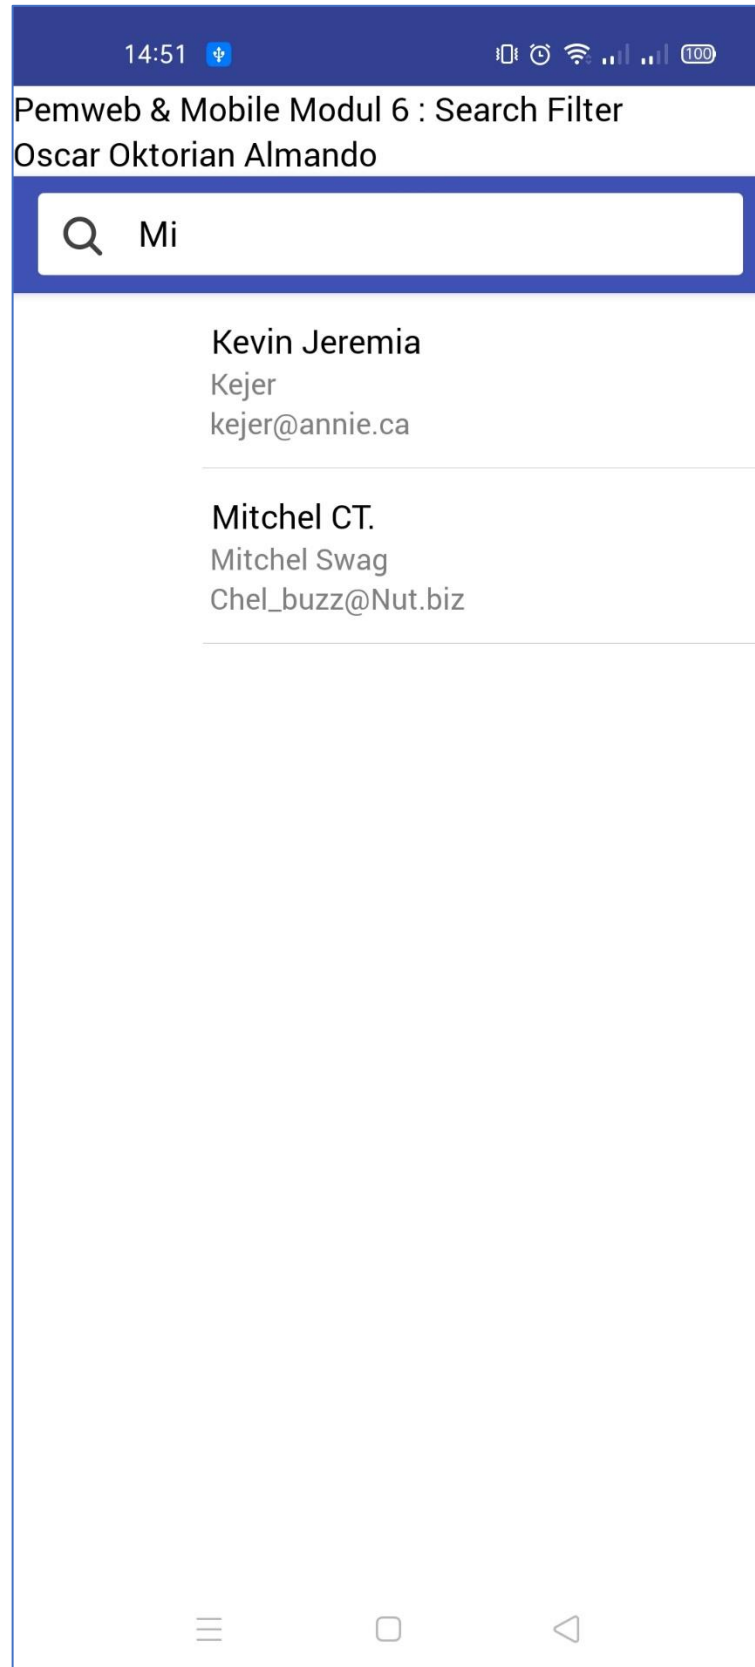 14:51 100
Pemweb & Mobile Modul 6 : Search Filter
Oscar Oktorian Almando
Mi
Kevin Jeremia
Kejer
kejer@annie.ca
Mitchel CT.
Mitchel Swag
Chel_buzz@Nut.biz